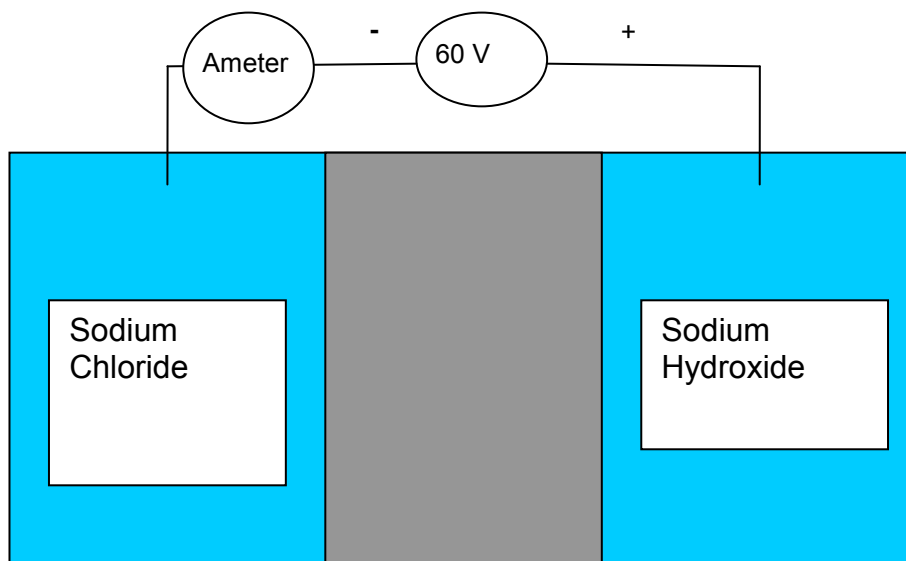 -
+
Ameter
60 V
Sodium
Chloride
Sodium
Hydroxide